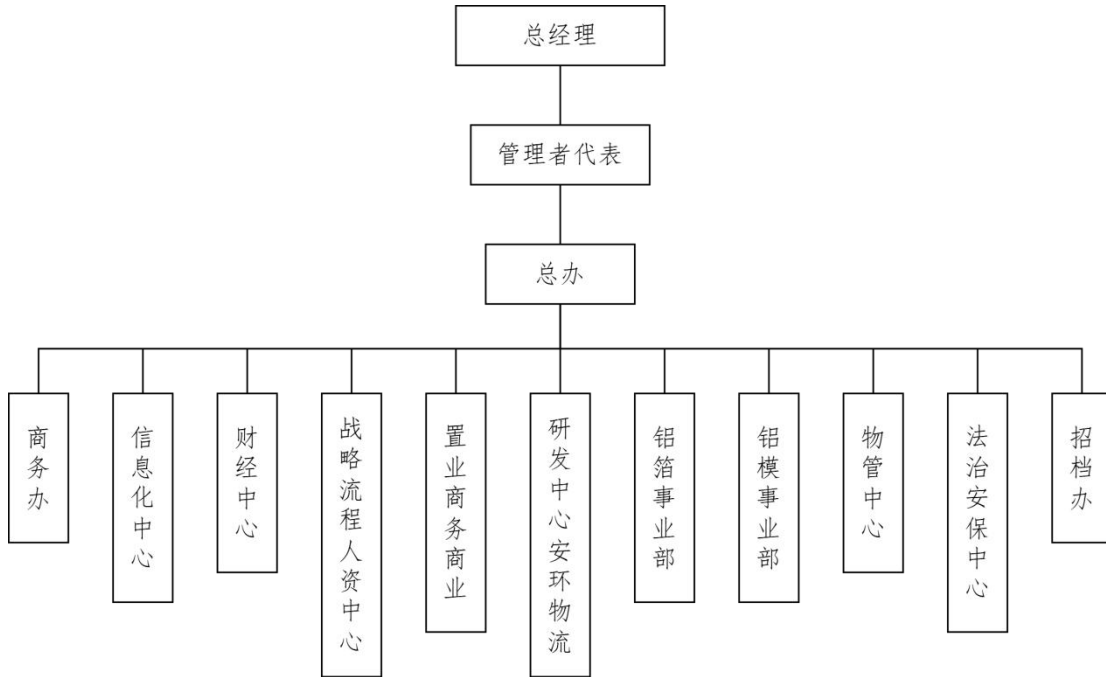 总经理
管理者代表
总办
商务办
信息化中心
财经中心
战略流程人资中心
置业商务商业
研发中心安环物流
铝箔事业部
铝模事业部
物管中心
法治安保中心
招档办